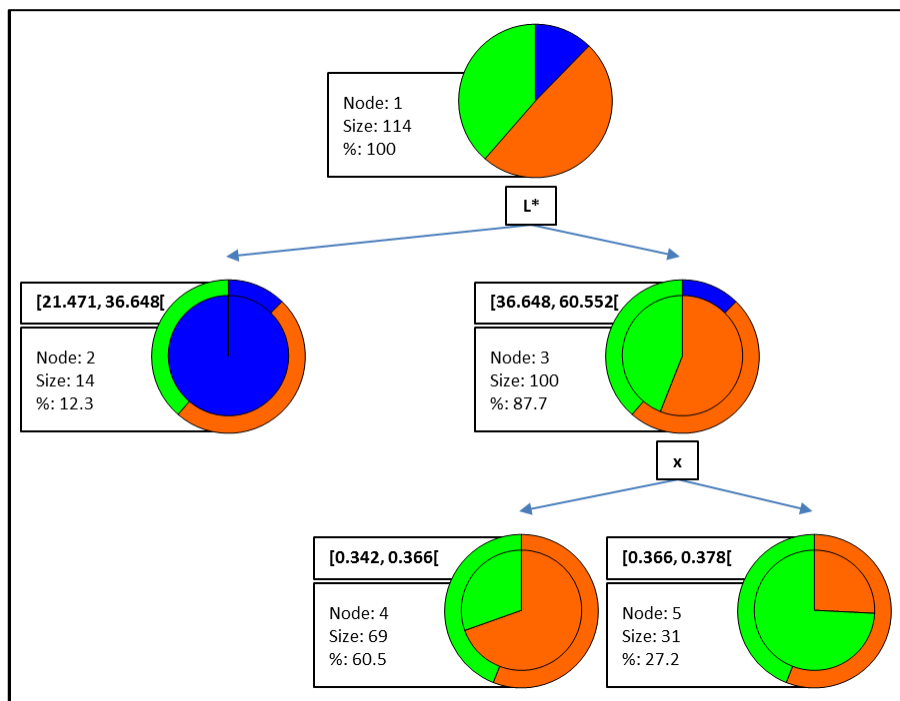 Node: 1
Size: 114
%: 100
L*
[21.471, 36.648[
Node: 2
Size: 14
%: 12.3
[36.648, 60.552[
Node: 3
Size: 100
%: 87.7
x
[0.342, 0.366[
Node: 4
Size: 69
%: 60.5
[0.366, 0.378[
Node: 5
Size: 31
%: 27.2